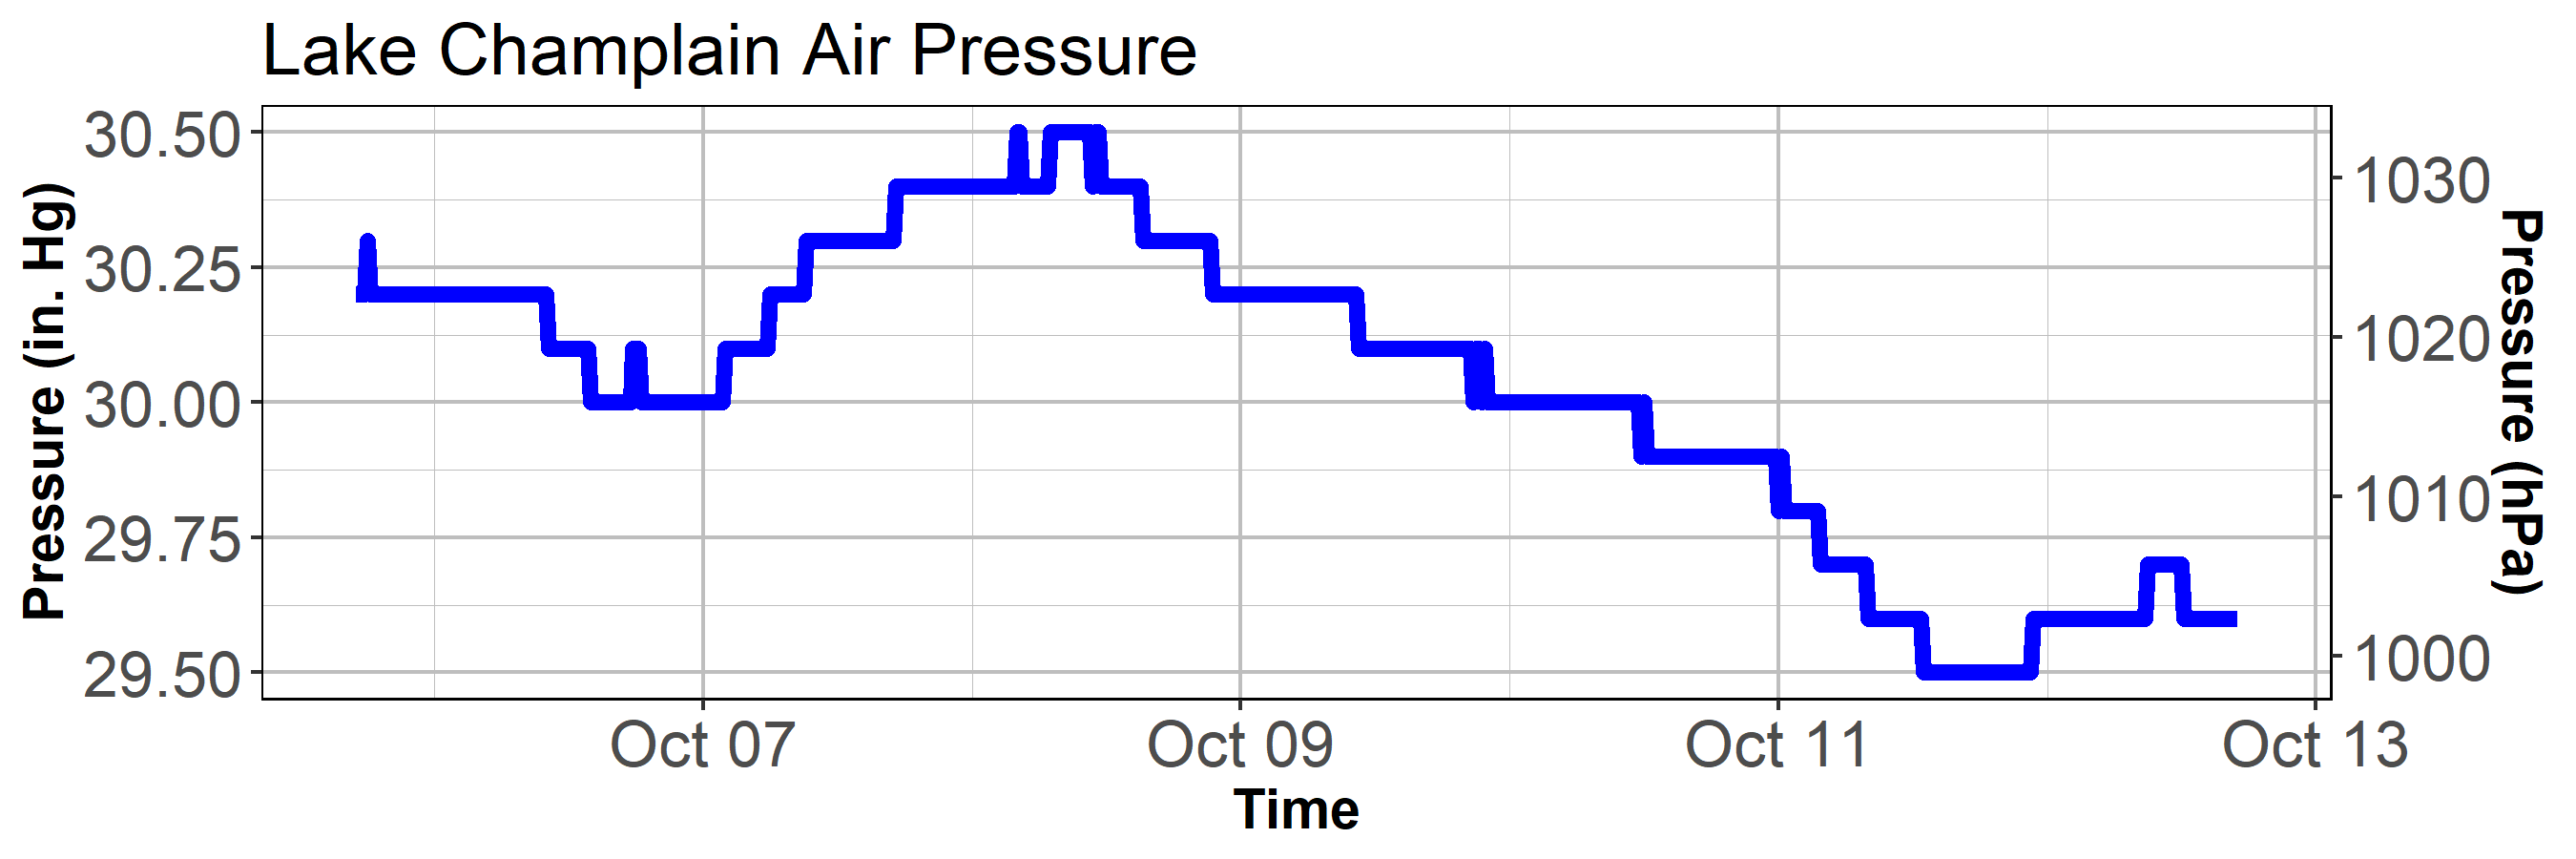 Lake Champlain Air Pressure
Pressure (in. Hg)
30.50
30.25
30.00
29.75
29.50
1030
1020
1010
1000
Pressure (hPa)
Oct 07 Oct 09 Oct 11 Oct 13
Time